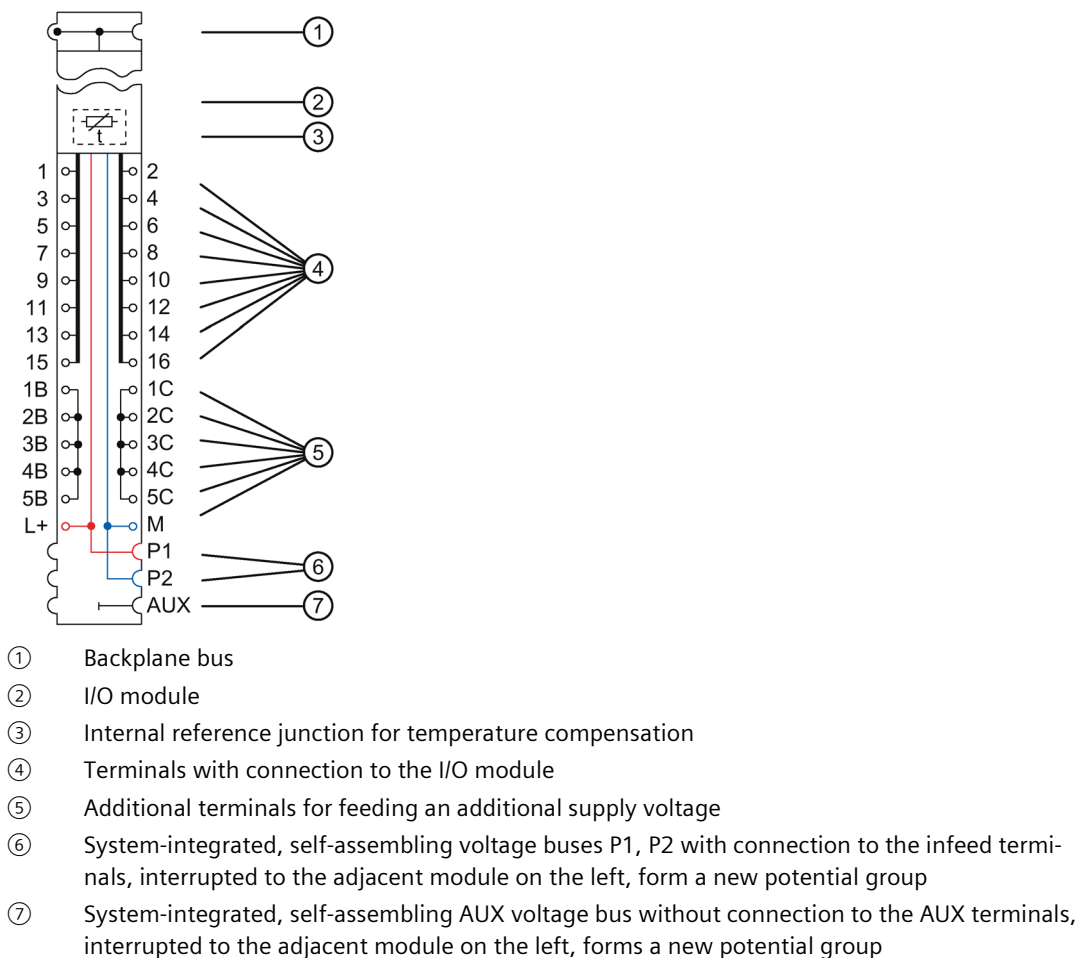 ①
②
③
t
1 2
3 4
5 6
7 8
9 10
④
11 12
13 14
15 16
1B 1C
2B 2C
3B 3C
⑤
4B 4C
5B 5C
L+ M
P1
⑥
P2
AUX ⑦
① Backplane bus
② I/O module
③ Internal reference junction for temperature compensation
④ Terminals with connection to the I/O module
⑤ Additional terminals for feeding an additional supply voltage
⑥ System-integrated, self-assembling voltage buses P1, P2 with connection to the infeed termi-
nals, interrupted to the adjacent module on the left, form a new potential group
⑦ System-integrated, self-assembling AUX voltage bus without connection to the AUX terminals,
interrupted to the adjacent module on the left, forms a new potential group